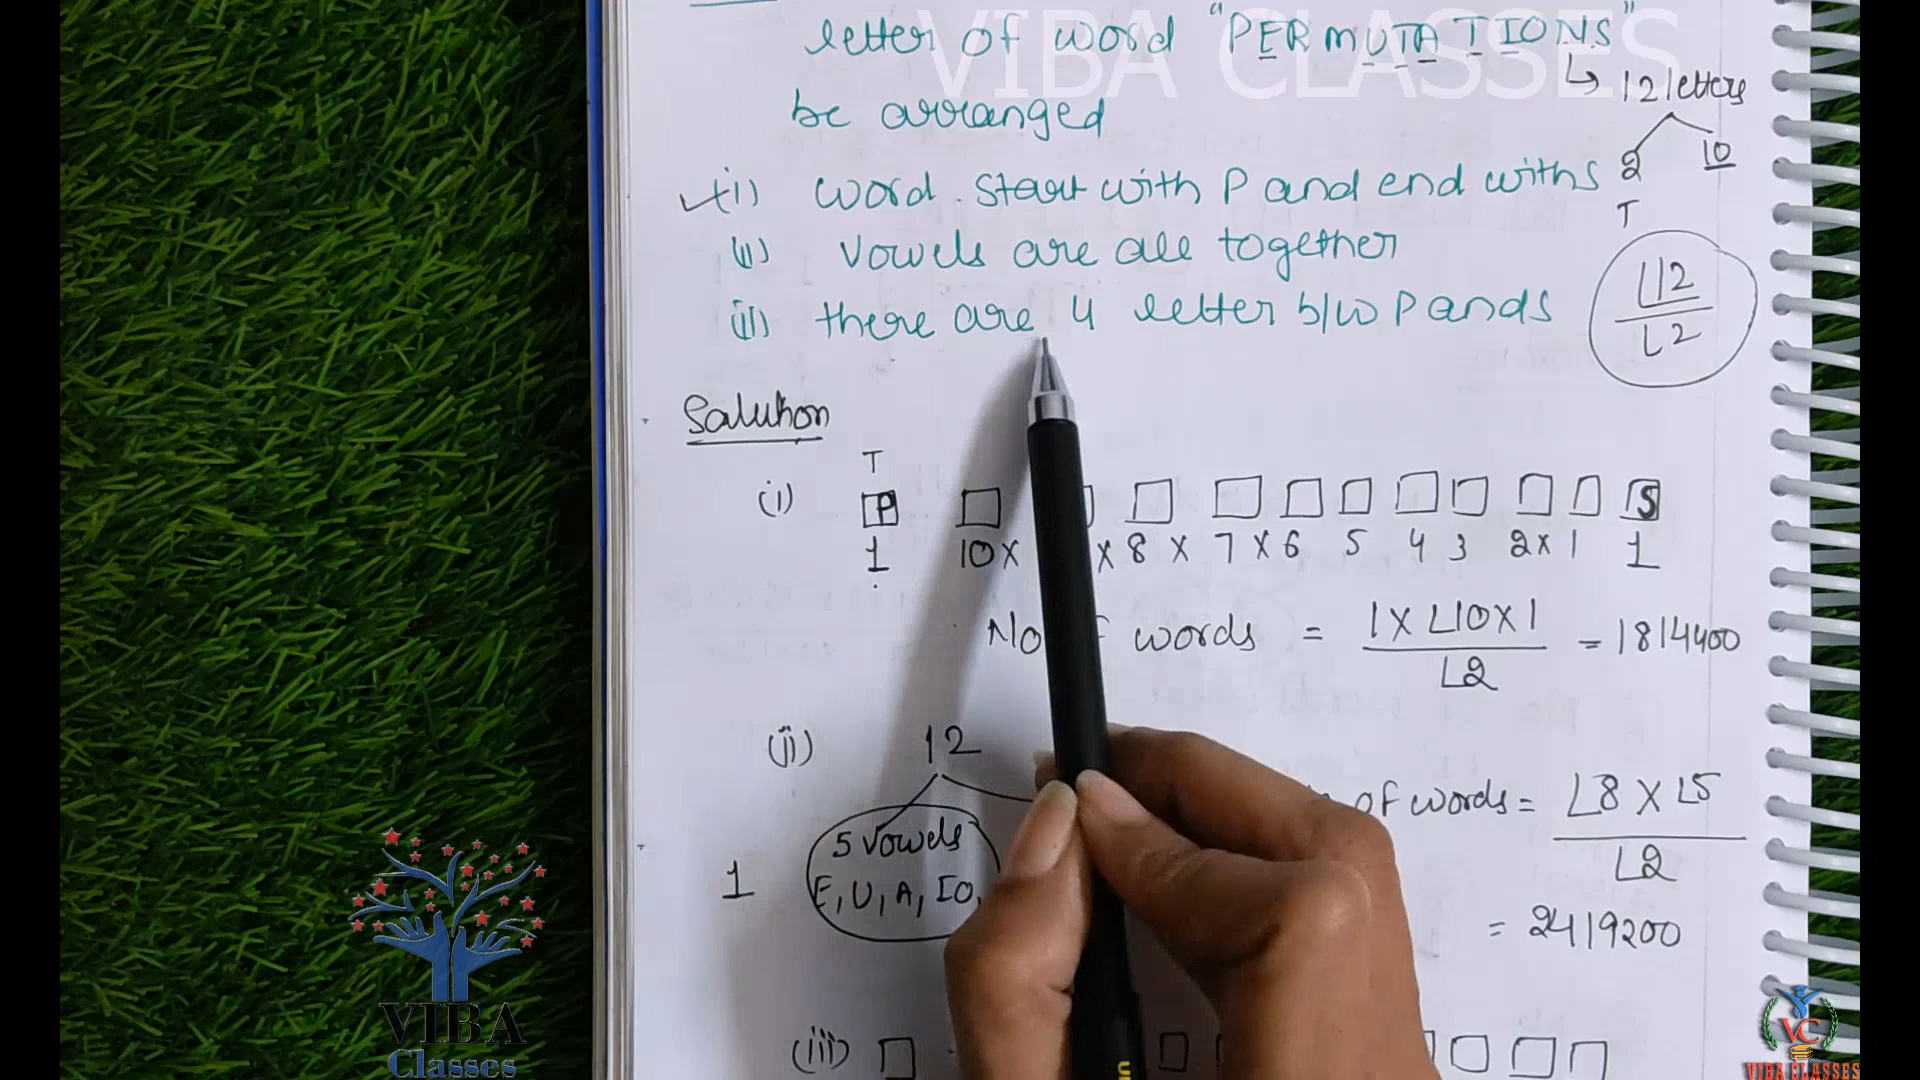 letter of word "PERMUTATIONS"
↳ 12 letters
be arranged
2 10
T
(i) word. Start with P and end with s
(ii) Vowels are all together
(iii) there are 4 letter b/w P and S
L12
L2
Solution
T
(i) P S
1 10 x x 8 x 7 x 6 5 4 3 2 x 1 1
No words = 1 x L10 x 1 = 1814400
L2
(ii) 12
of words = L8 x L5
L2
5 vowels
1 E, U, A, I O,
= 2419200
(iii)
VIBA CLASSES
VIBA
Classes
VC
VIBA CLASSES